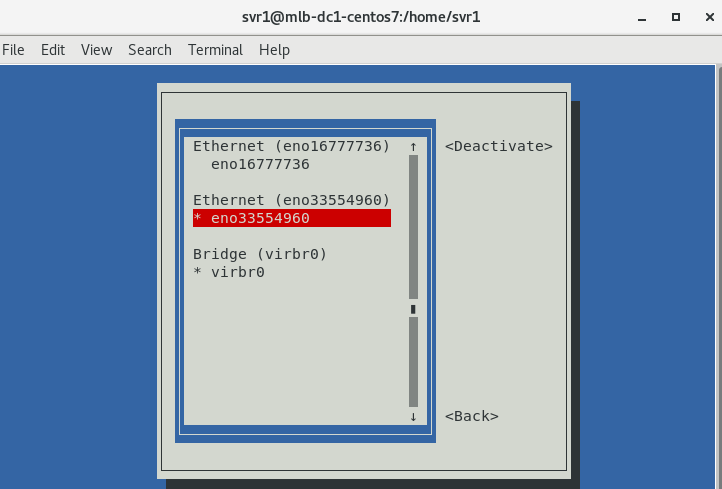 svr1@mlb-dc1-centos7:/home/svr1
File Edit View Search Terminal Help
Ethernet (eno16777736) ↑ <Deactivate>
eno16777736
Ethernet (eno33554960)
* eno33554960
Bridge (virbr0)
* virbr0
↓ <Back>